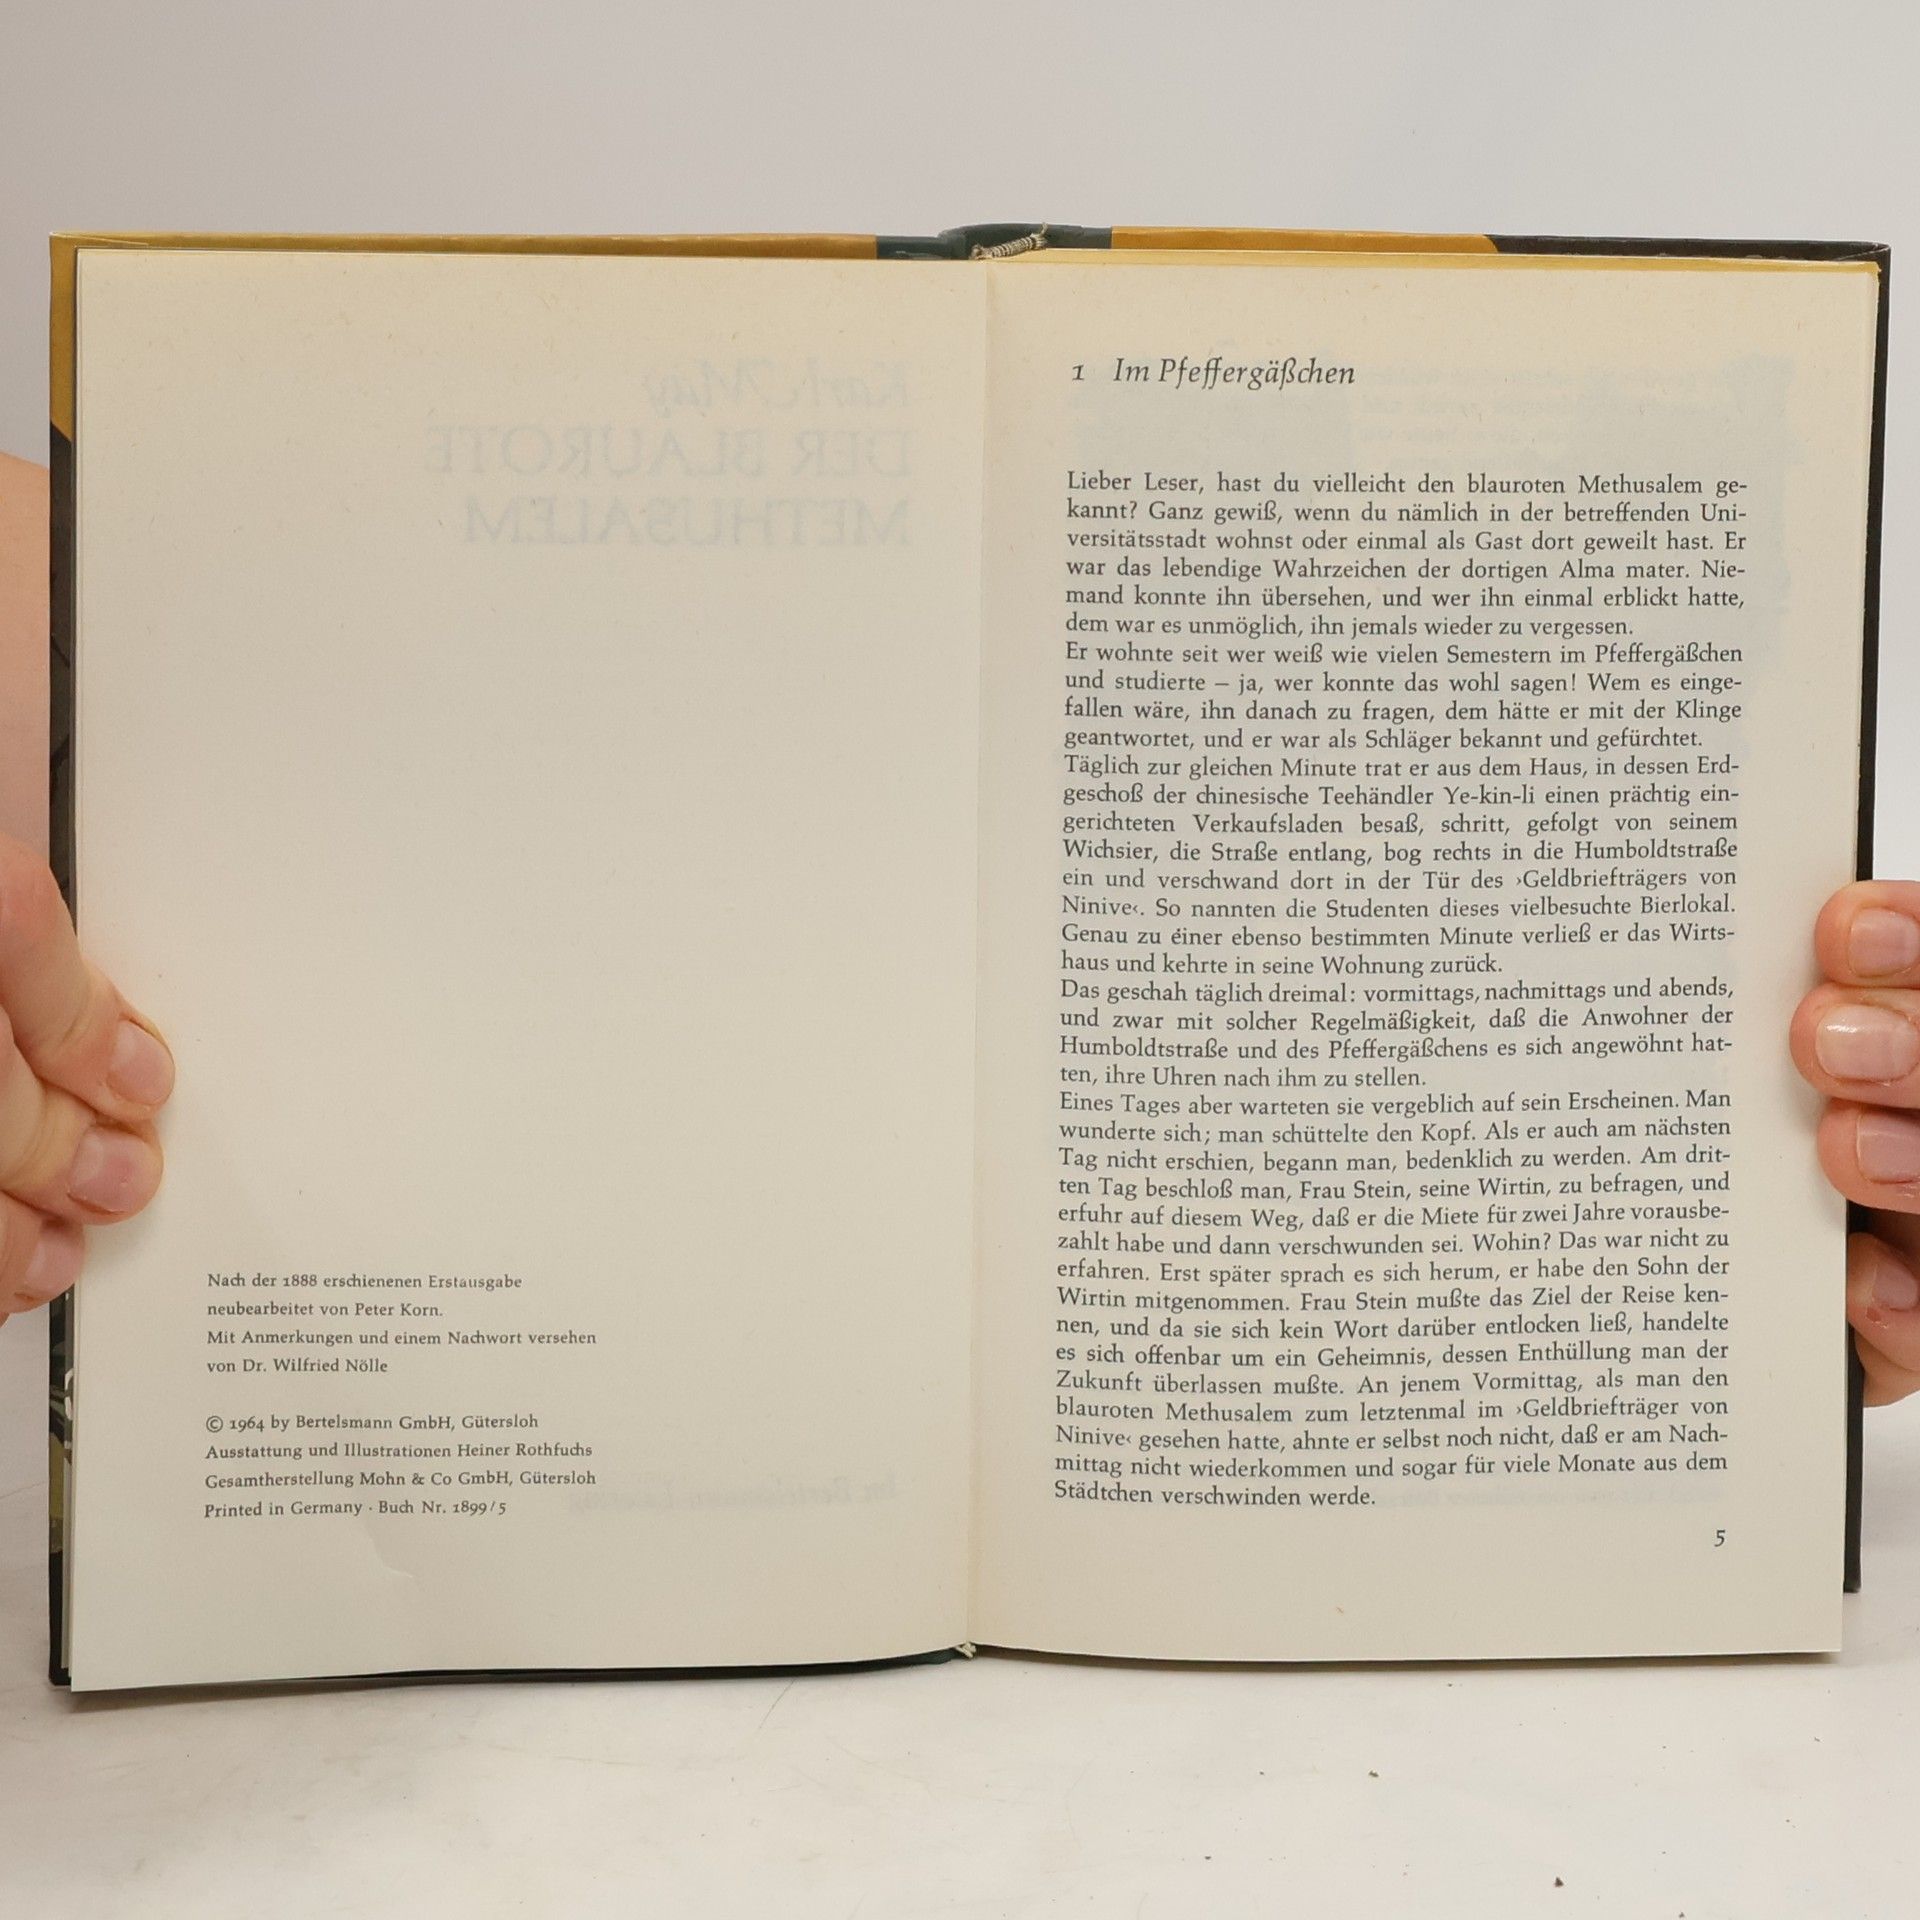 Karl May
DER BLAUROTE
METHUSALEM
Nach der 1888 erschienenen Erstausgabe
neubearbeitet von Peter Korn.
Mit Anmerkungen und einem Nachwort versehen
von Dr. Wilfried Nölle
© 1964 by Bertelsmann GmbH, Gütersloh
Ausstattung und Illustrationen Heiner Rothfuchs
Gesamtherstellung Mohn & Co GmbH, Gütersloh
Printed in Germany · Buch Nr. 1899/5
1 Im Pfeffergäßchen
Lieber Leser, hast du vielleicht den blauroten Methusalem ge-
kannt? Ganz gewiß, wenn du nämlich in der betreffenden Uni-
versitätsstadt wohnst oder einmal als Gast dort geweilt hast. Er
war das lebendige Wahrzeichen der dortigen Alma mater. Nie-
mand konnte ihn übersehen, und wer ihn einmal erblickt hatte,
dem war es unmöglich, ihn jemals wieder zu vergessen.
Er wohnte seit wer weiß wie vielen Semestern im Pfeffergäßchen
und studierte – ja, wer konnte das wohl sagen! Wem es einge-
fallen wäre, ihn danach zu fragen, dem hätte er mit der Klinge
geantwortet, und er war als Schläger bekannt und gefürchtet.
Täglich zur gleichen Minute trat er aus dem Haus, in dessen Erd-
geschoß der chinesische Teehändler Ye-kin-li einen prächtig ein-
gerichteten Verkaufsladen besaß, schritt, gefolgt von seinem
Wichsier, die Straße entlang, bog rechts in die Humboldtstraße
ein und verschwand dort in der Tür des ›Geldbriefträgers von
Ninive‹. So nannten die Studenten dieses vielbesuchte Bierlokal.
Genau zu einer ebenso bestimmten Minute verließ er das Wirts-
haus und kehrte in seine Wohnung zurück.
Das geschah täglich dreimal: vormittags, nachmittags und abends,
und zwar mit solcher Regelmäßigkeit, daß die Anwohner der
Humboldtstraße und des Pfeffergäßchens es sich angewöhnt hat-
ten, ihre Uhren nach ihm zu stellen.
Eines Tages aber warteten sie vergeblich auf sein Erscheinen. Man
wunderte sich; man schüttelte den Kopf. Als er auch am nächsten
Tag nicht erschien, begann man, bedenklich zu werden. Am drit-
ten Tag beschloß man, Frau Stein, seine Wirtin, zu befragen, und
erfuhr auf diesem Weg, daß er die Miete für zwei Jahre vorausbe-
zahlt habe und dann verschwunden sei. Wohin? Das war nicht zu
erfahren. Erst später sprach es sich herum, er habe den Sohn der
Wirtin mitgenommen. Frau Stein mußte das Ziel der Reise ken-
nen, und da sie sich kein Wort darüber entlocken ließ, handelte
es sich offenbar um ein Geheimnis, dessen Enthüllung man der
Zukunft überlassen mußte. An jenem Vormittag, als man den
blauroten Methusalem zum letztenmal im ›Geldbriefträger von
Ninive‹ gesehen hatte, ahnte er selbst noch nicht, daß er am Nach-
mittag nicht wiederkommen und sogar für viele Monate aus dem
Städtchen verschwinden werde.
5